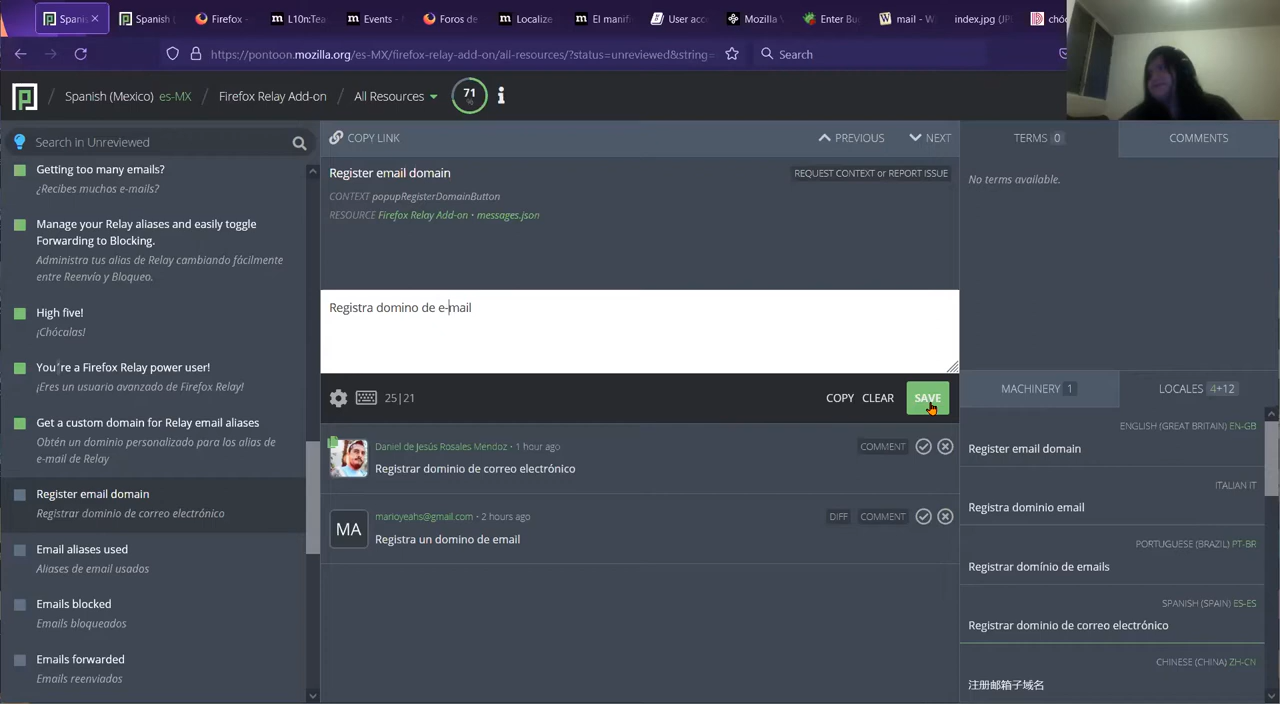 Spani
Spanish (
Firefox -
L10n:Tea
Events -
Foros de
Localize
El manif
User acc
Mozilla
Enter Bu
mail - W
index.jpg (JP
chó
https://pontoon.mozilla.org/es-MX/firefox-relay-add-on/all-resources/?status=unreviewed&string=
Search
/ Spanish (Mexico) es-MX / Firefox Relay Add-on / All Resources
71 %
Search in Unreviewed
Getting too many emails?
¿Recibes muchos e-mails?
Manage your Relay aliases and easily toggle
Forwarding to Blocking.
Administra tus alias de Relay cambiando fácilmente
entre Reenvío y Bloqueo.
High five!
¡Chócalas!
You're a Firefox Relay power user!
¡Eres un usuario avanzado de Firefox Relay!
Get a custom domain for Relay email aliases
Obtén un dominio personalizado para los alias de
e-mail de Relay
Register email domain
Registrar dominio de correo electrónico
Email aliases used
Aliases de email usados
Emails blocked
Emails bloqueados
Emails forwarded
Emails reenviados
COPY LINK
PREVIOUS
NEXT
Register email domain
REQUEST CONTEXT or REPORT ISSUE
CONTEXT popupRegisterDomainButton
RESOURCE Firefox Relay Add-on • messages.json
Registra domino de e-mail
25|21
COPY
CLEAR
SAVE
Daniel de Jesús Rosales Mendoz • 1 hour ago
COMMENT
Registrar dominio de correo electrónico
MA
marioyeahs@gmail.com • 2 hours ago
DIFF
COMMENT
Registra un domino de email
TERMS 0
COMMENTS
No terms available.
MACHINERY 1
LOCALES 4+12
ENGLISH (GREAT BRITAIN) EN-GB
Register email domain
ITALIAN IT
Registra dominio email
PORTUGUESE (BRAZIL) PT-BR
Registrar domínio de emails
SPANISH (SPAIN) ES-ES
Registrar dominio de correo electrónico
CHINESE (CHINA) ZH-CN
注册邮箱子域名